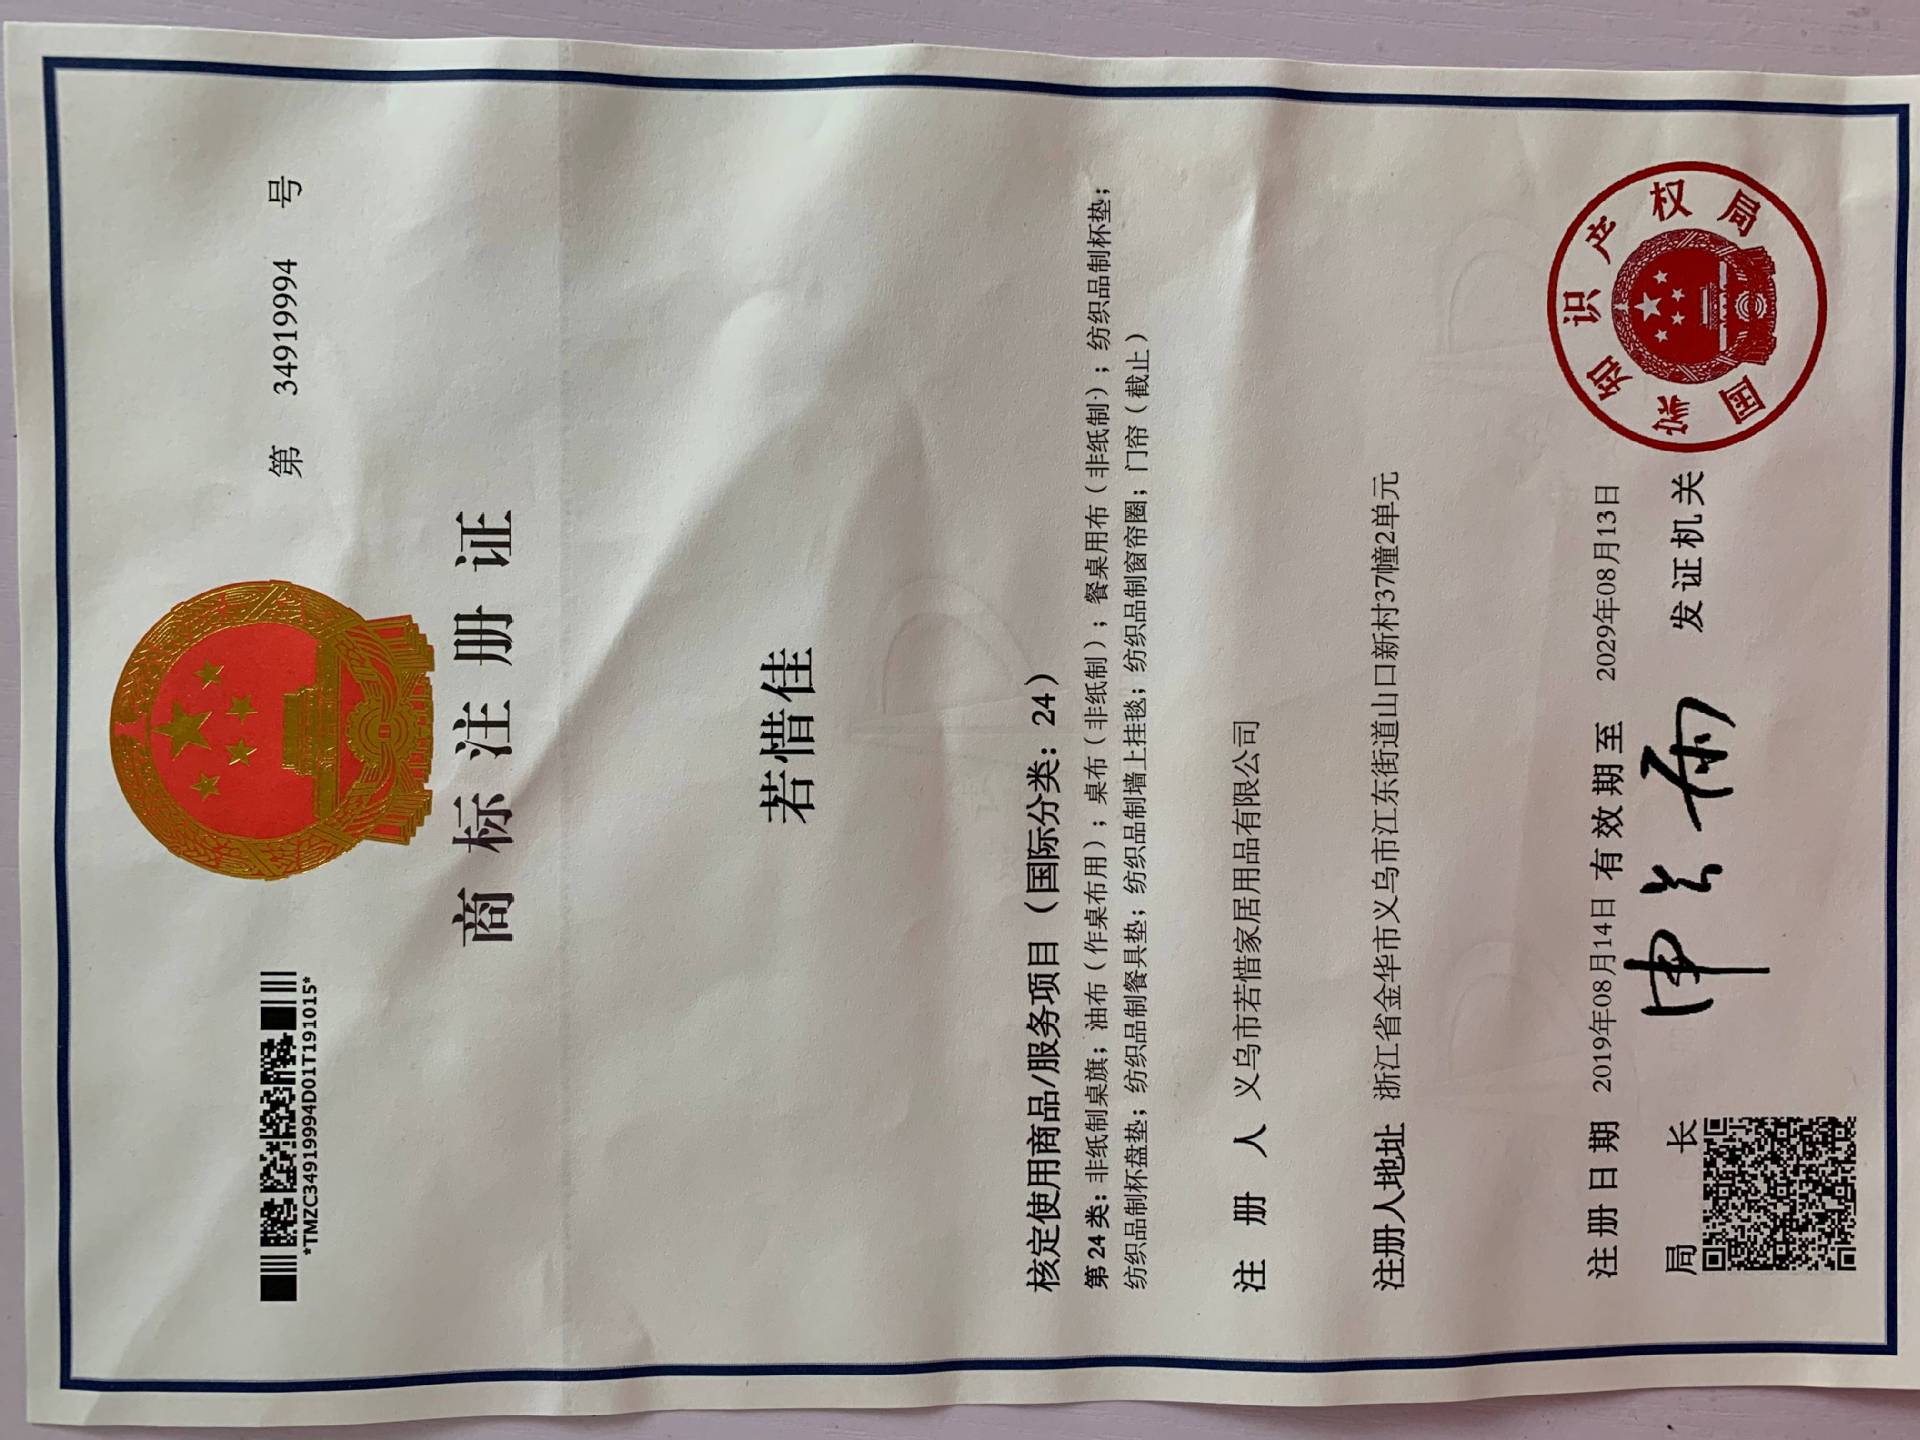 *TMZC34919994D01T191015*
第 34919994 号
商标注册证
若惜佳
核定使用商品/服务项目（国际分类：24）
第24类：非纸制桌旗；油布（作桌布用）；桌布（非纸制）；餐桌用布（非纸制）；纺织品制杯垫；
纺织品制杯盘垫；纺织品制餐具垫；纺织品制墙上挂毯；纺织品制窗帘圈；门帘（截止）
注册人 义乌市若惜家居用品有限公司
注册人地址 浙江省金华市义乌市江东街道山口新村37幢2单元
注册日期 2019年08月14日 有效期至 2029年08月13日
局长 申长雨 发证机关
国家知识产权局